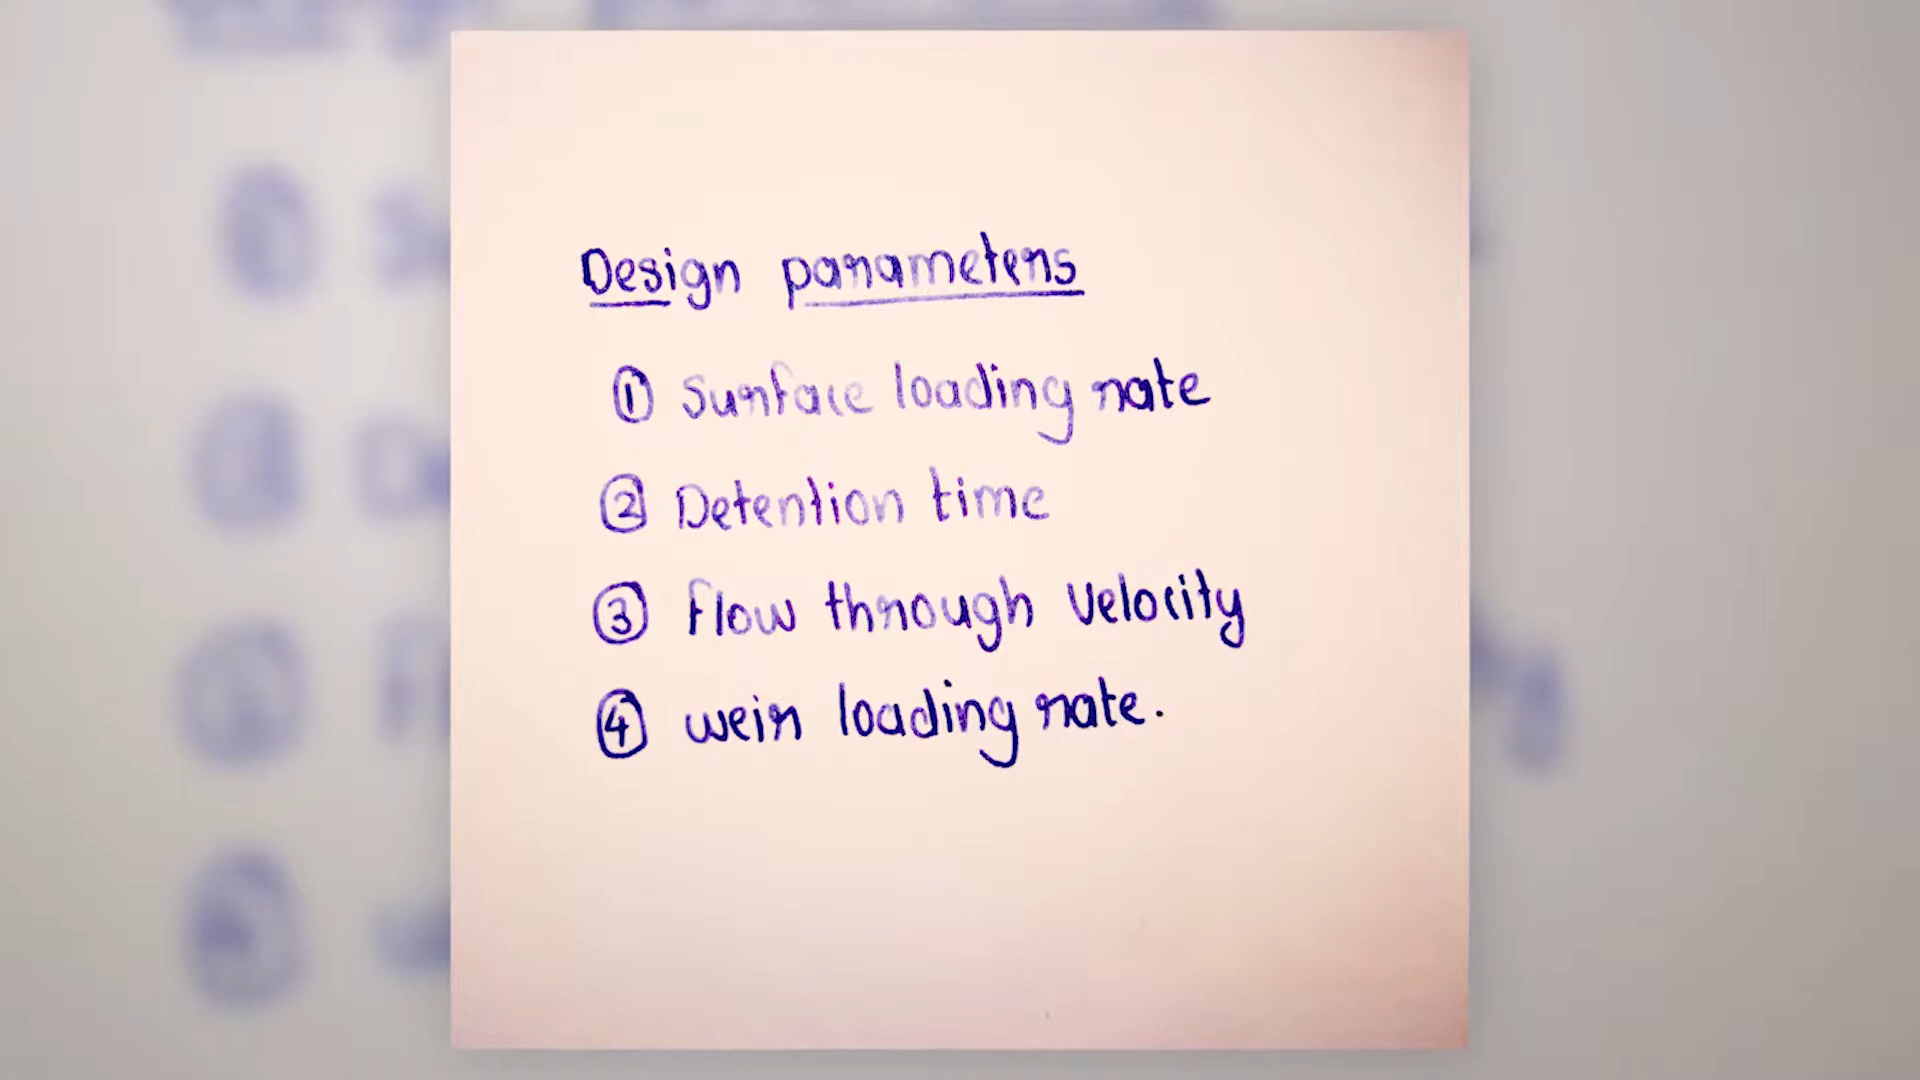 Design parameters
① Surface loading rate
② Detention time
③ Flow through Velocity
④ weir loading rate.